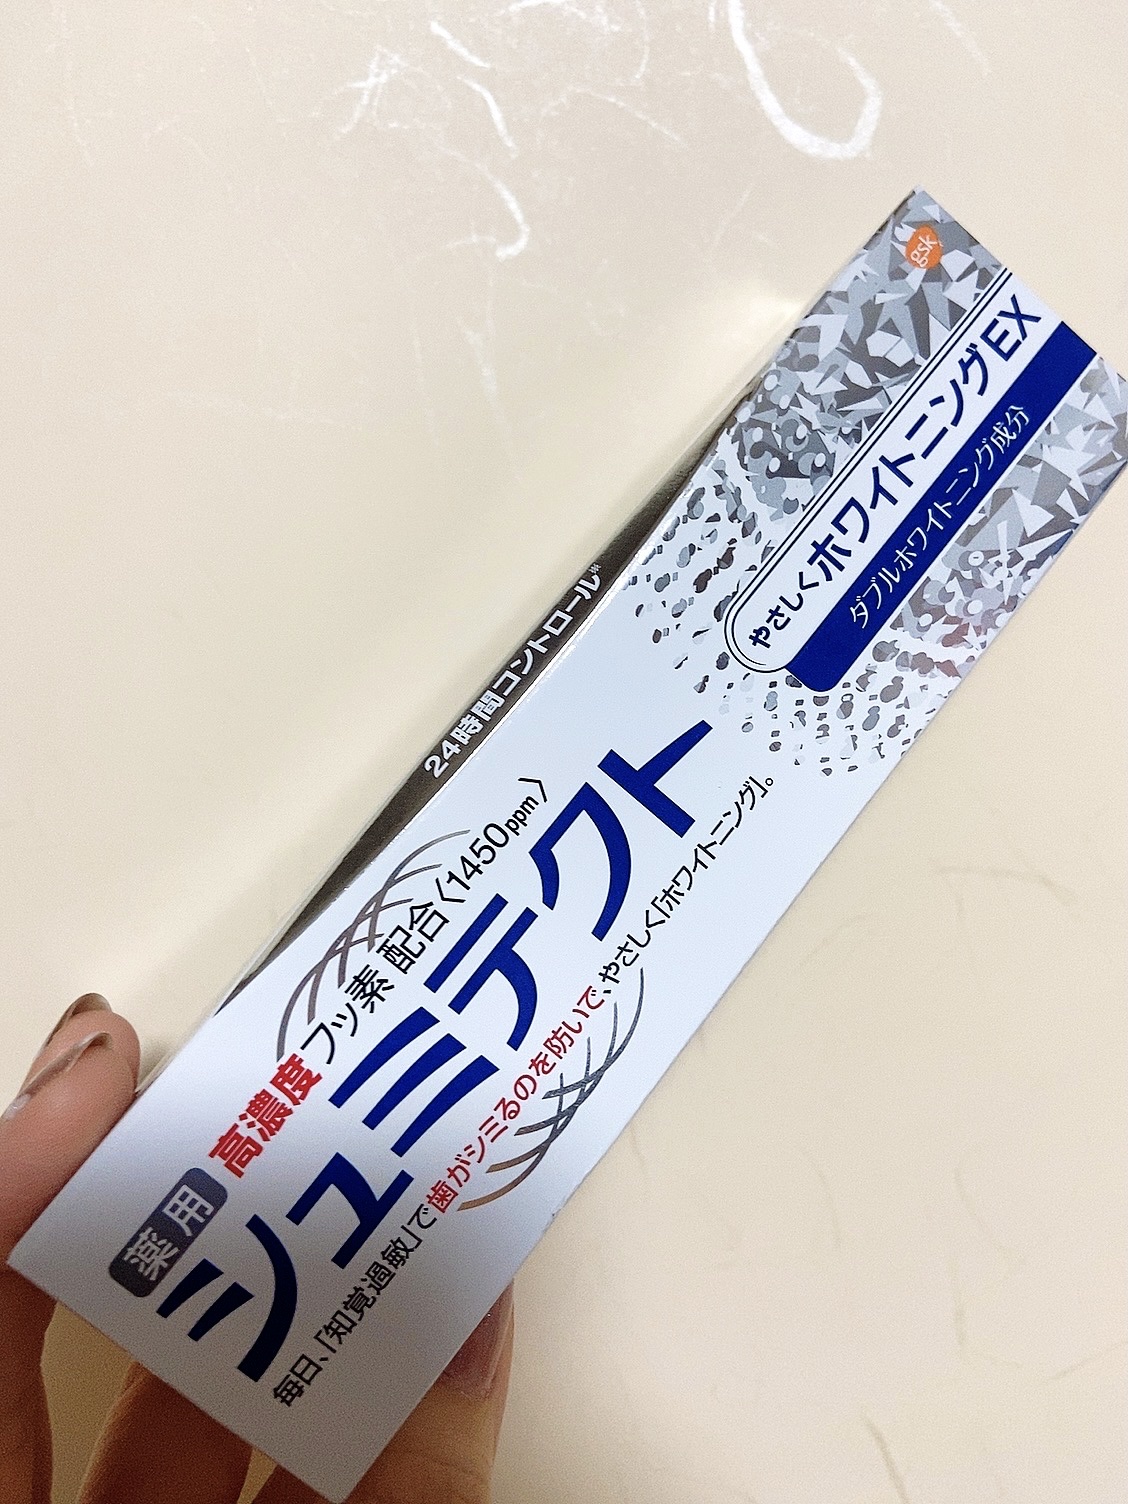 gsk
やさしくホワイトニングEX
ダブルホワイトニング成分
24時間コントロール※
薬用
高濃度フッ素 配合〈1450ppm〉
シュミテクト
毎日、「知覚過敏」で歯がシミるのを防いで、やさしく「ホワイトニング」。